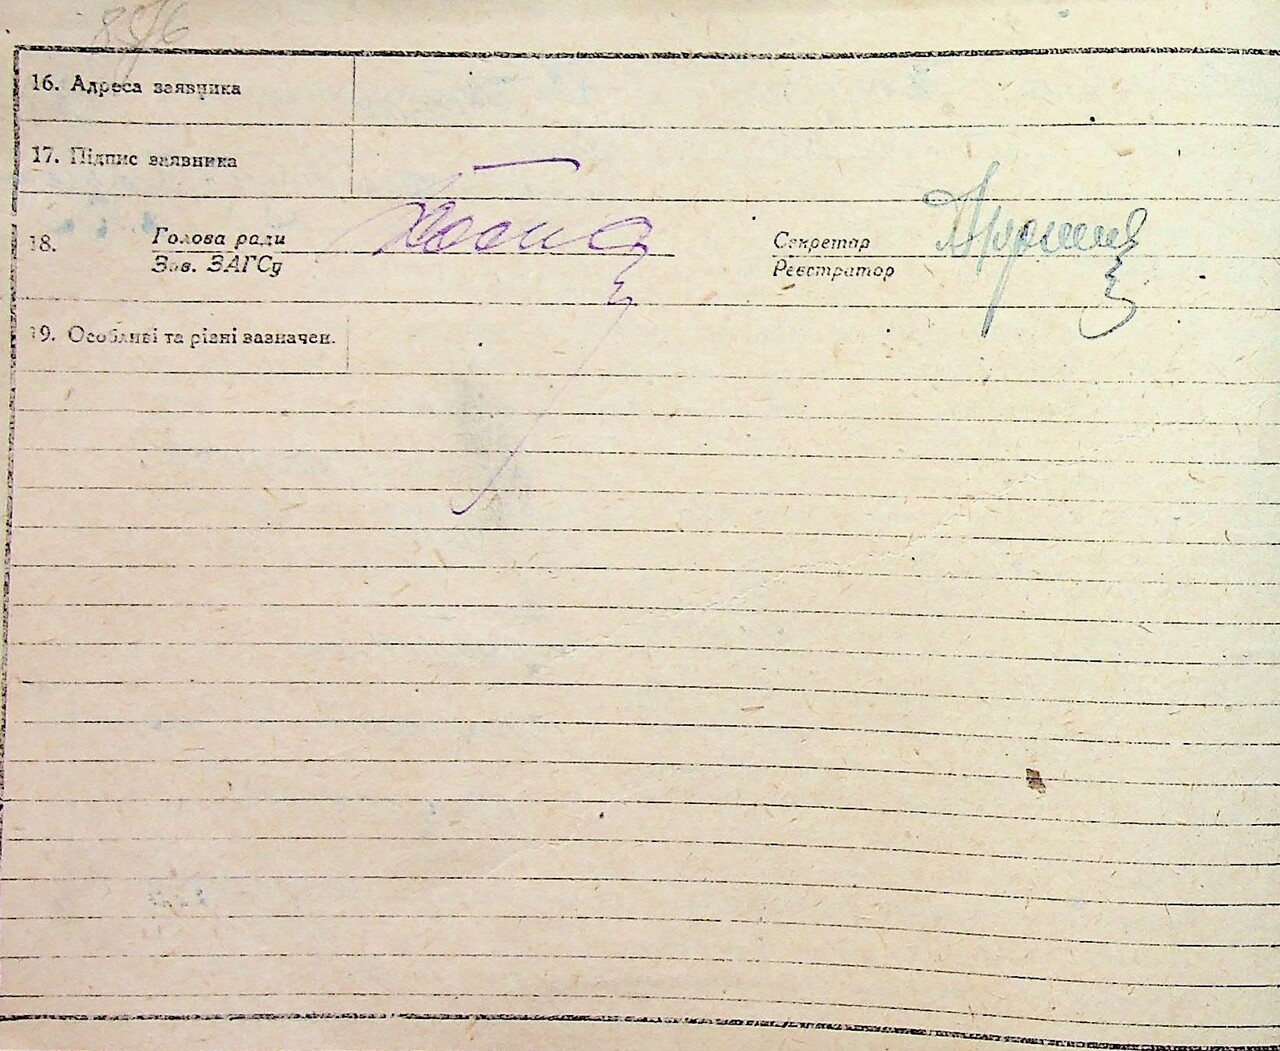 16. Адреса заявника
17. Підпис заявника
18. Голова ради
Зав. ЗАГСу
Секретар
Реєстратор
19. Особливі та різні зазначен.